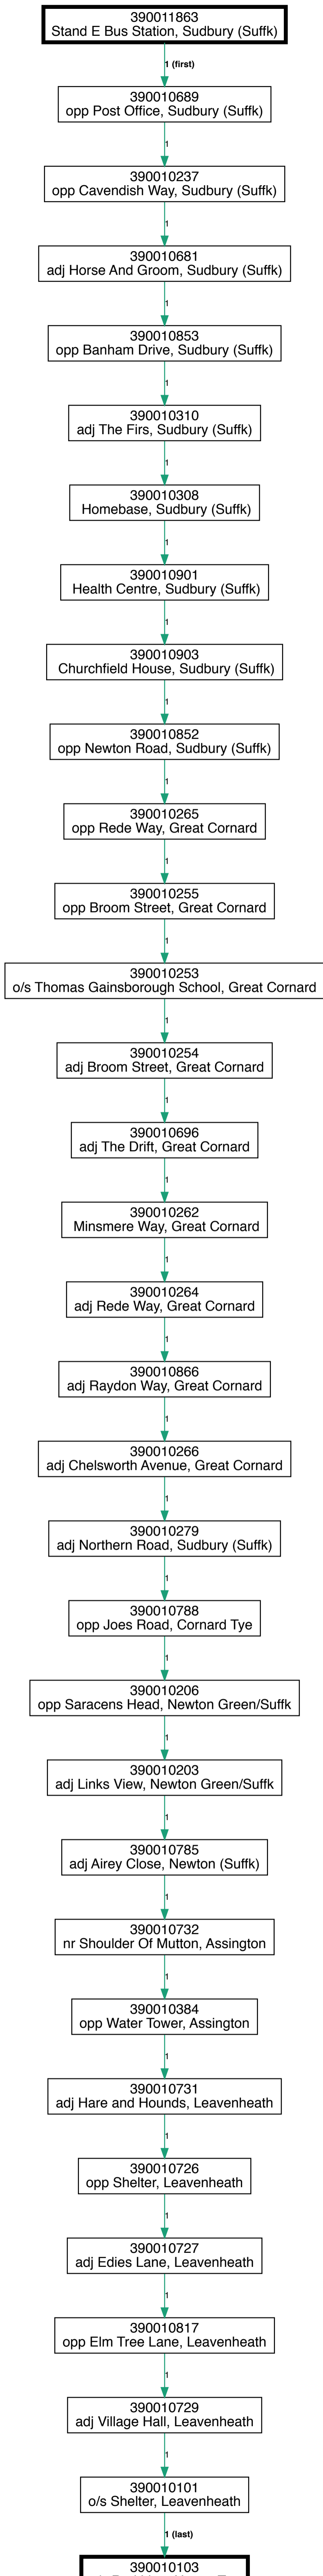 390011863
Stand E Bus Station, Sudbury (Suffk)
1 (first)
390010689
opp Post Office, Sudbury (Suffk)
1
390010237
opp Cavendish Way, Sudbury (Suffk)
1
390010681
adj Horse And Groom, Sudbury (Suffk)
1
390010853
opp Banham Drive, Sudbury (Suffk)
1
390010310
adj The Firs, Sudbury (Suffk)
1
390010308
Homebase, Sudbury (Suffk)
1
390010901
Health Centre, Sudbury (Suffk)
1
390010903
Churchfield House, Sudbury (Suffk)
1
390010852
opp Newton Road, Sudbury (Suffk)
1
390010265
opp Rede Way, Great Cornard
1
390010255
opp Broom Street, Great Cornard
1
390010253
o/s Thomas Gainsborough School, Great Cornard
1
390010254
adj Broom Street, Great Cornard
1
390010696
adj The Drift, Great Cornard
1
390010262
Minsmere Way, Great Cornard
1
390010264
adj Rede Way, Great Cornard
1
390010866
adj Raydon Way, Great Cornard
1
390010266
adj Chelsworth Avenue, Great Cornard
1
390010279
adj Northern Road, Sudbury (Suffk)
1
390010788
opp Joes Road, Cornard Tye
1
390010206
opp Saracens Head, Newton Green/Suffk
1
390010203
adj Links View, Newton Green/Suffk
1
390010785
adj Airey Close, Newton (Suffk)
1
390010732
nr Shoulder Of Mutton, Assington
1
390010384
opp Water Tower, Assington
1
390010731
adj Hare and Hounds, Leavenheath
1
390010726
opp Shelter, Leavenheath
1
390010727
adj Edies Lane, Leavenheath
1
390010817
opp Elm Tree Lane, Leavenheath
1
390010729
adj Village Hall, Leavenheath
1
390010101
o/s Shelter, Leavenheath
1 (last)
390010103